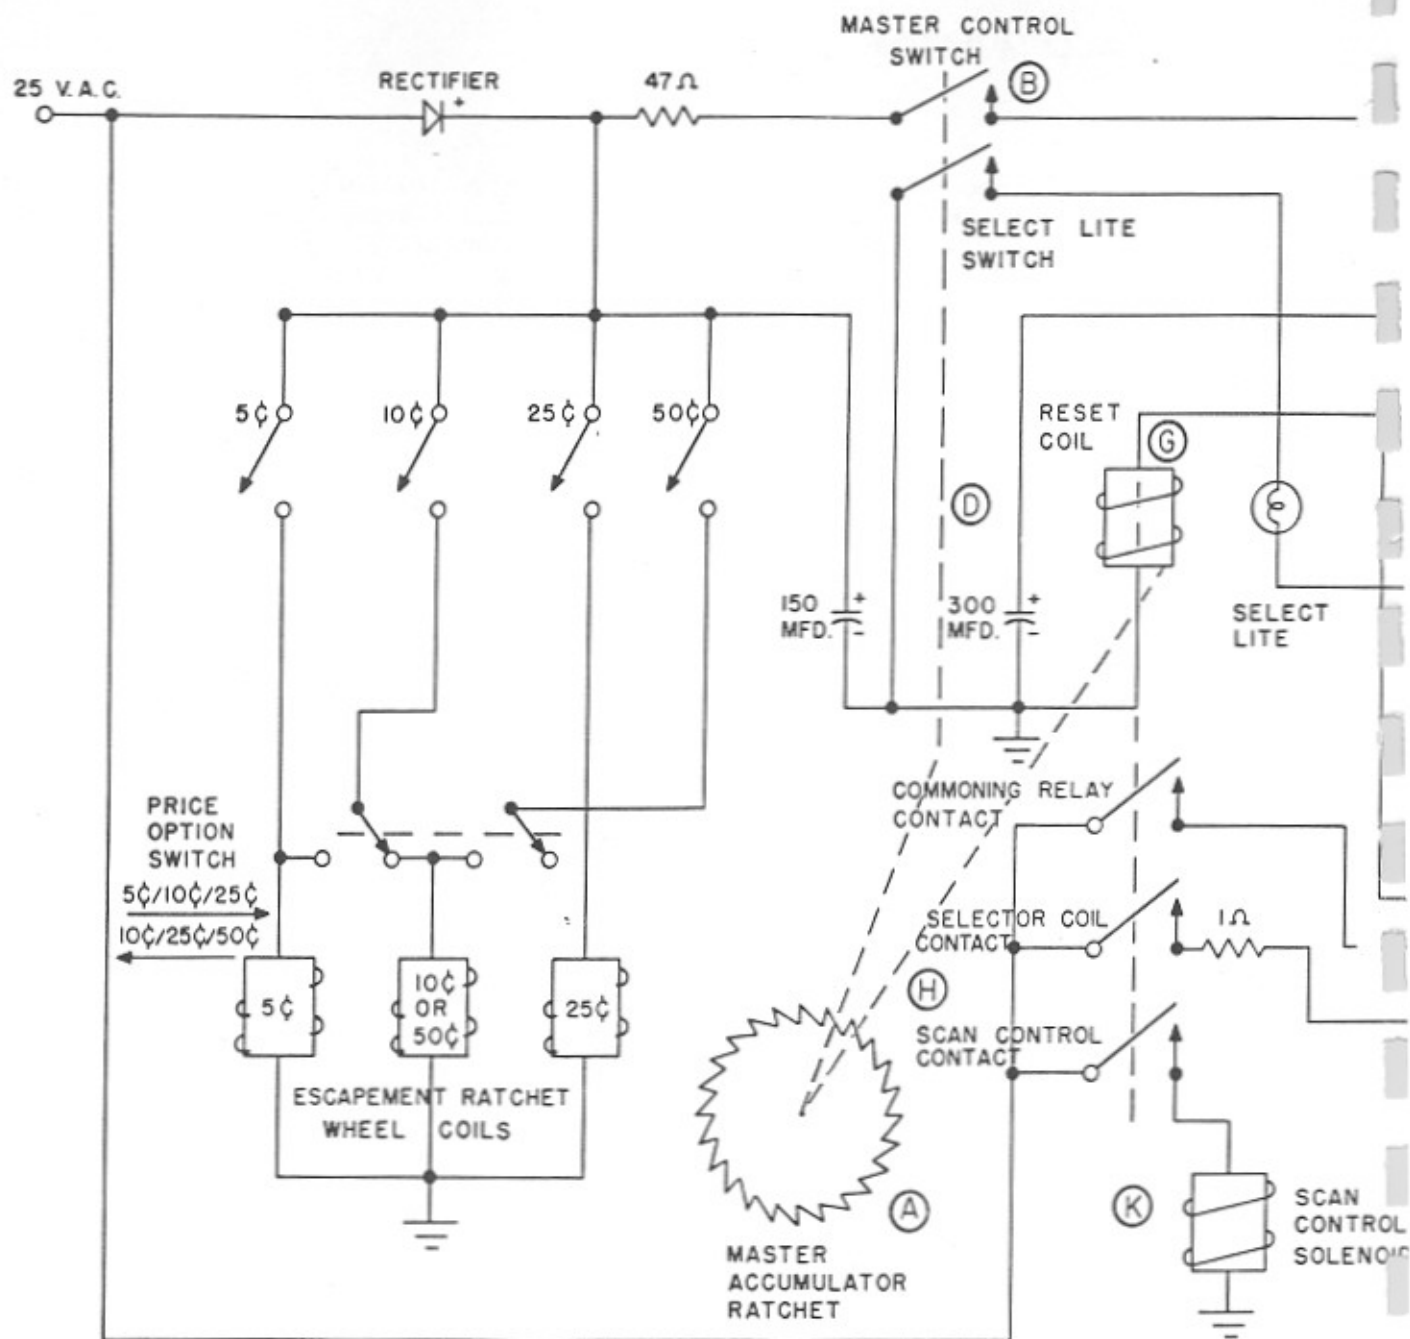 MASTER CONTROL
SWITCH
25 V.A.C.
RECTIFIER
+
47Ω
B
SELECT LITE
SWITCH
5¢
10¢
25¢
50¢
RESET
COIL
G
D
150
MFD.
+
-
300
MFD.
+
-
SELECT
LITE
PRICE
OPTION
SWITCH
5¢/10¢/25¢
10¢/25¢/50¢
COMMONING RELAY
CONTACT
SELECTOR COIL
CONTACT
1Ω
5¢
10¢
OR
50¢
25¢
H
SCAN CONTROL
CONTACT
ESCAPEMENT RATCHET
WHEEL COILS
A
K
SCAN
CONTROL
MASTER
ACCUMULATOR
RATCHET